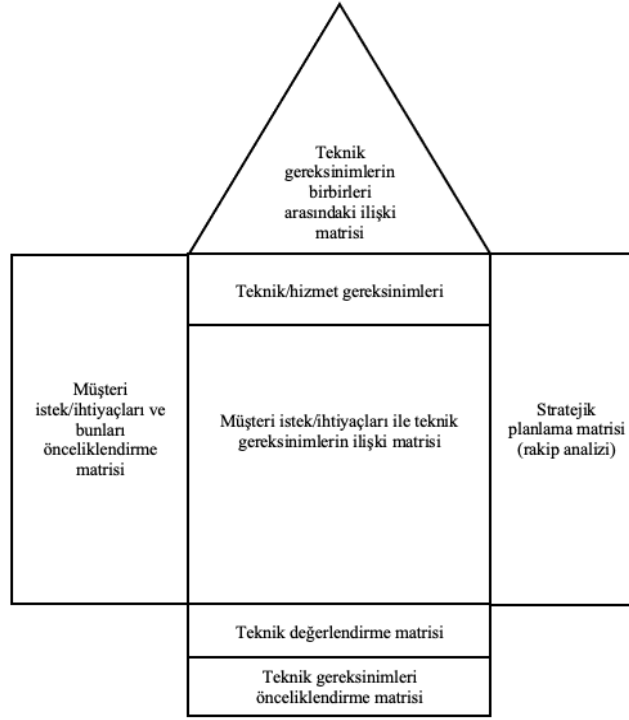 Teknik
gereksinimlerin
birbirleri
arasındaki ilişki
matrisi
Teknik/hizmet gereksinimleri
Müşteri
istek/ihtiyaçları ve
bunları
önceliklendirme
matrisi
Müşteri istek/ihtiyaçları ile teknik
gereksinimlerin ilişki matrisi
Stratejik
planlama matrisi
(rakip analizi)
Teknik değerlendirme matrisi
Teknik gereksinimleri
önceliklendirme matrisi